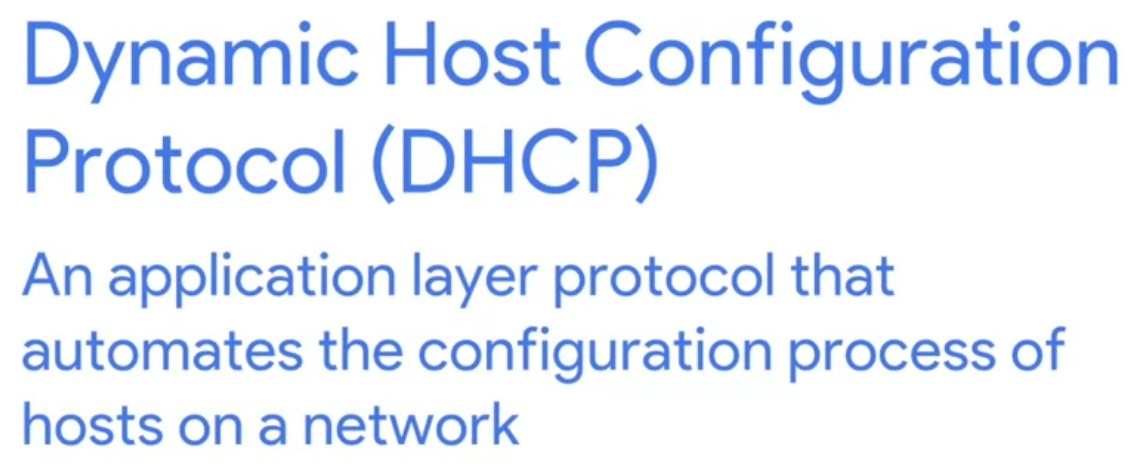 Dynamic Host Configuration
Protocol (DHCP)
An application layer protocol that
automates the configuration process of
hosts on a network